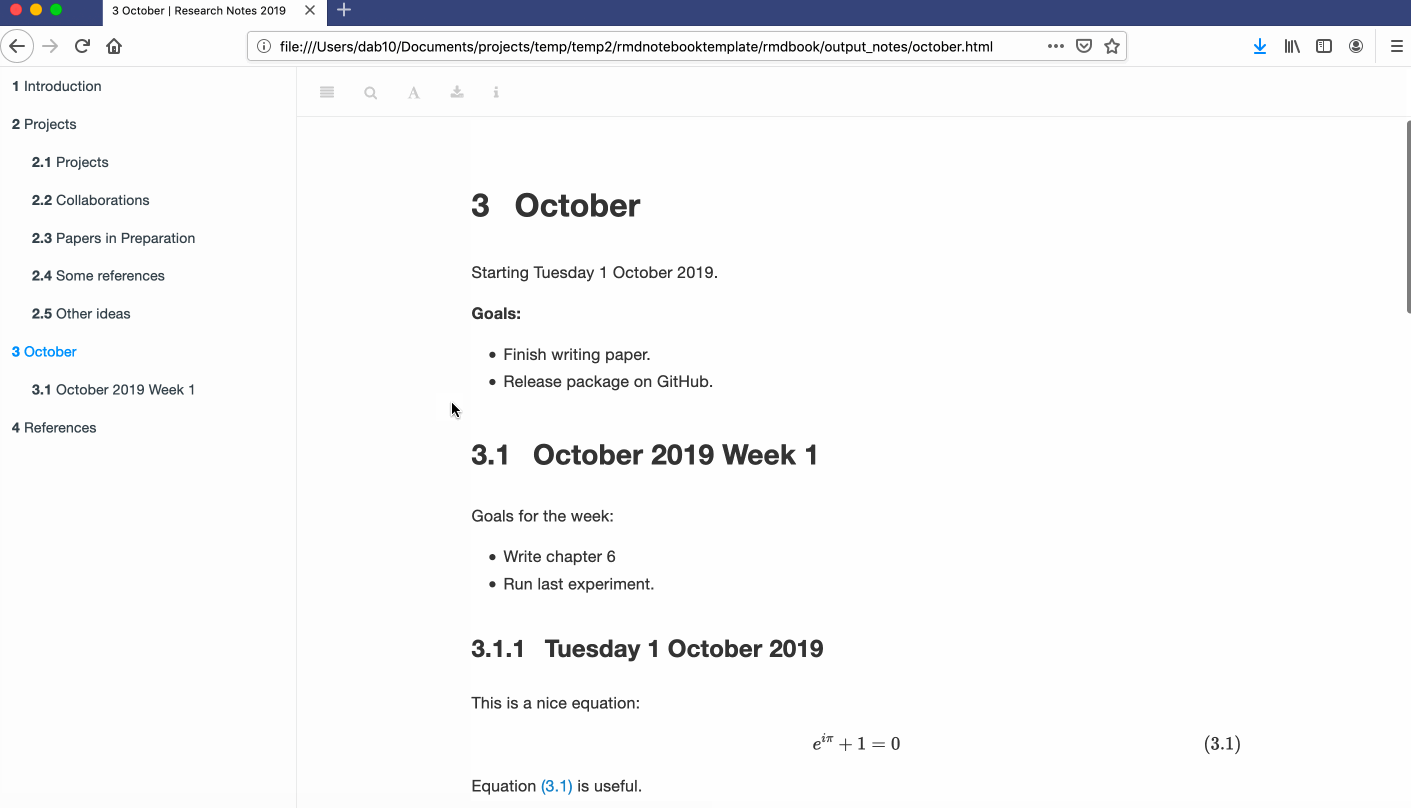 3 October | Research Notes 2019
file:///Users/dab10/Documents/projects/temp/temp2/rmdnotebooktemplate/rmdbook/output_notes/october.html
1 Introduction
2 Projects
2.1 Projects
2.2 Collaborations
2.3 Papers in Preparation
2.4 Some references
2.5 Other ideas
3 October
3.1 October 2019 Week 1
4 References
3 October
Starting Tuesday 1 October 2019.
Goals:
• Finish writing paper.
• Release package on GitHub.
3.1 October 2019 Week 1
Goals for the week:
• Write chapter 6
• Run last experiment.
3.1.1 Tuesday 1 October 2019
This is a nice equation:
e^{iπ} + 1 = 0 (3.1)
Equation (3.1) is useful.